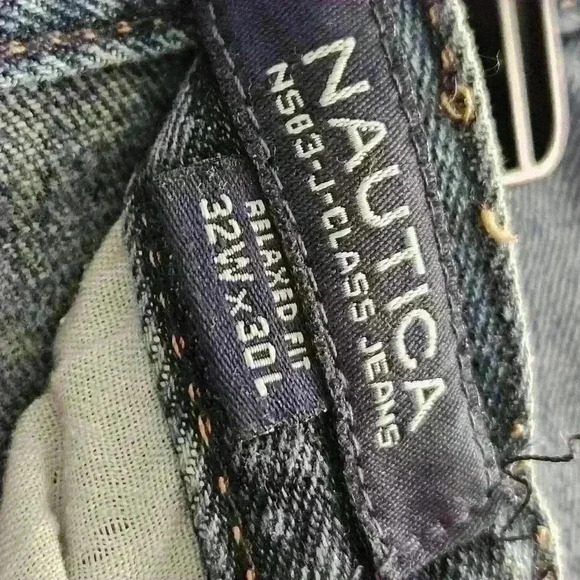 NAUTICA
NS83-J-CLASS JEANS
RELAXED FIT
32W x 30L